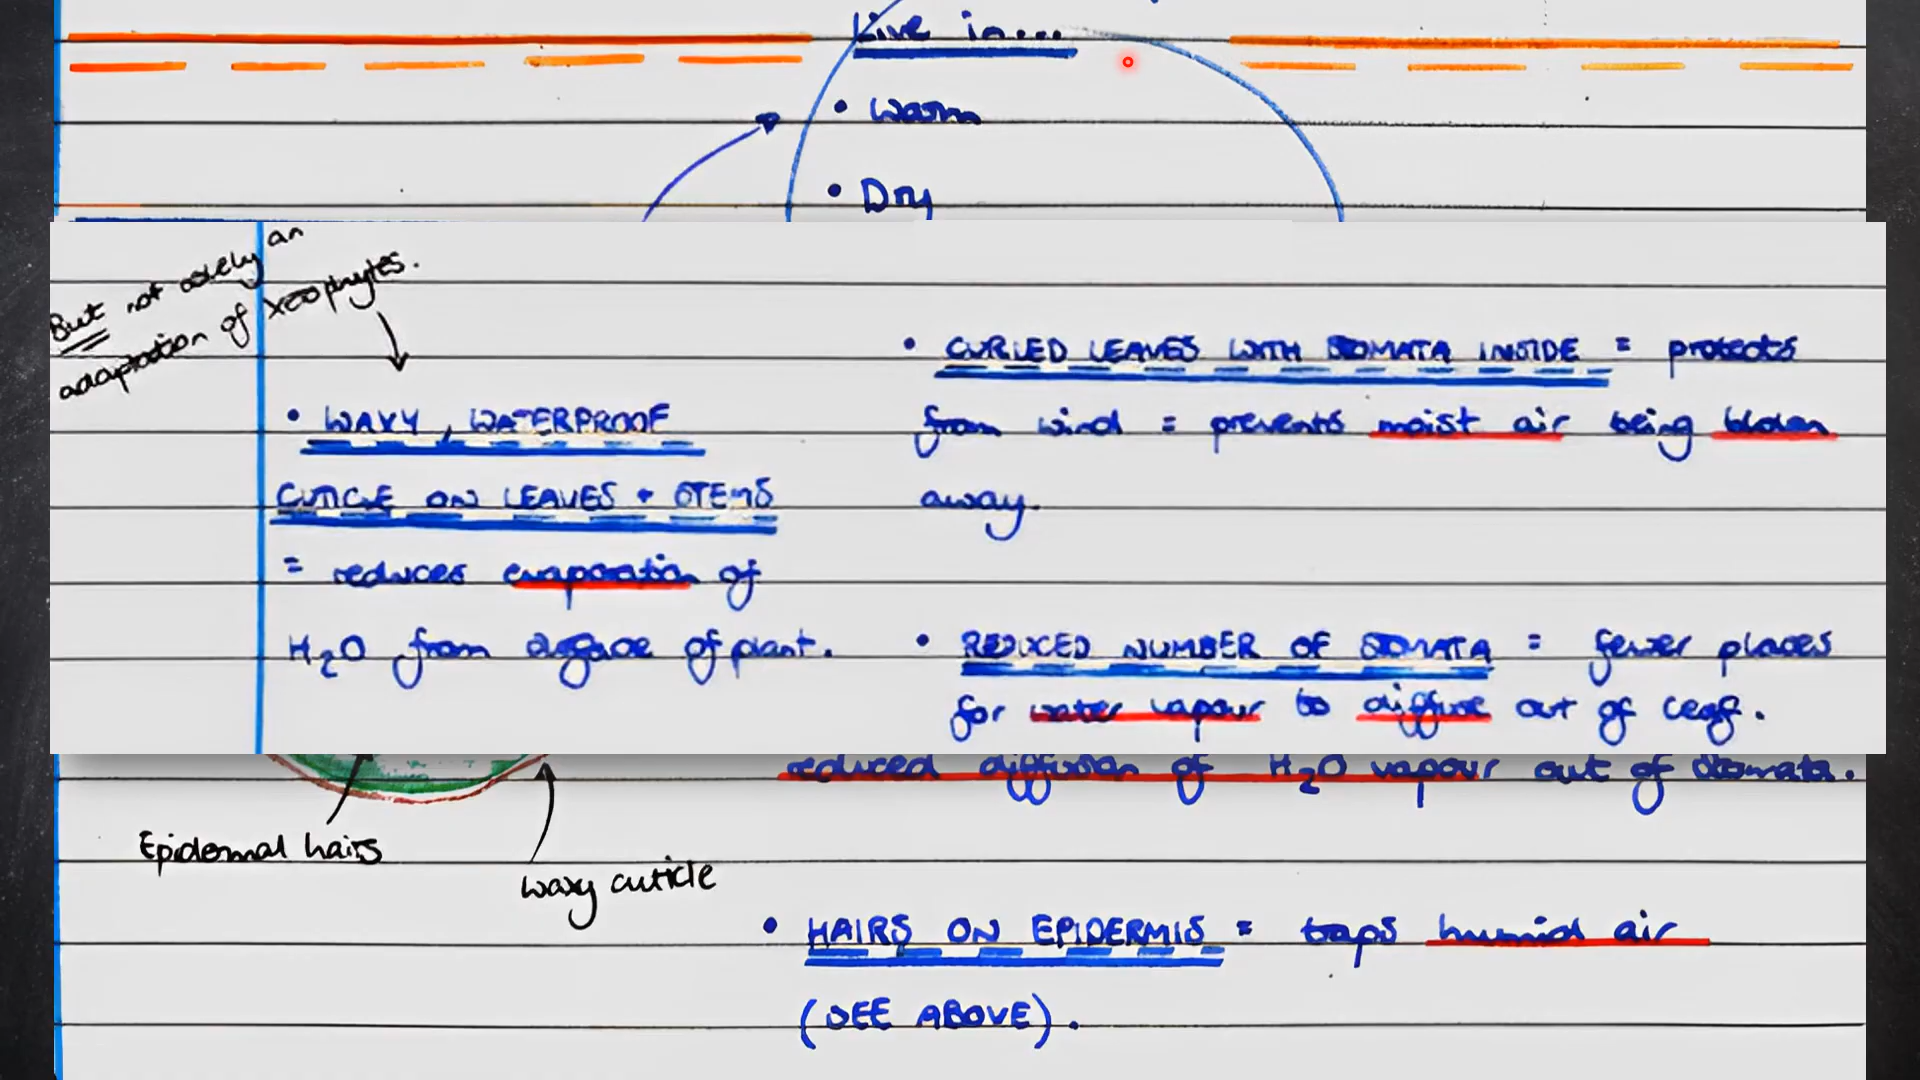 Live in....
• Warm
• Dry
But not solely an
adaptation of xerophytes.
• WAXY, WATERPROOF
CUTICLE ON LEAVES + STEMS
= reduces evaporation of
H2O from surface of plant.
• CURLED LEAVES WITH STOMATA INSIDE = protects
from wind = prevents moist air being blown
away.
• REDUCED NUMBER OF STOMATA = fewer places
for water vapour to diffuse out of leaf.
reduced diffusion of H2O vapour out of stomata.
Epidermal hairs
waxy cuticle
• HAIRS ON EPIDERMIS = traps humid air
(SEE ABOVE).